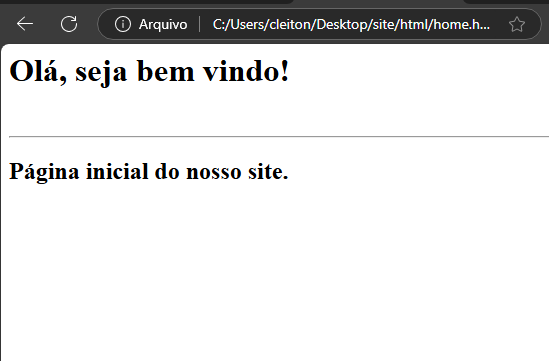 Arquivo C:/Users/cleiton/Desktop/site/html/home.h...
Olá, seja bem vindo!
Página inicial do nosso site.